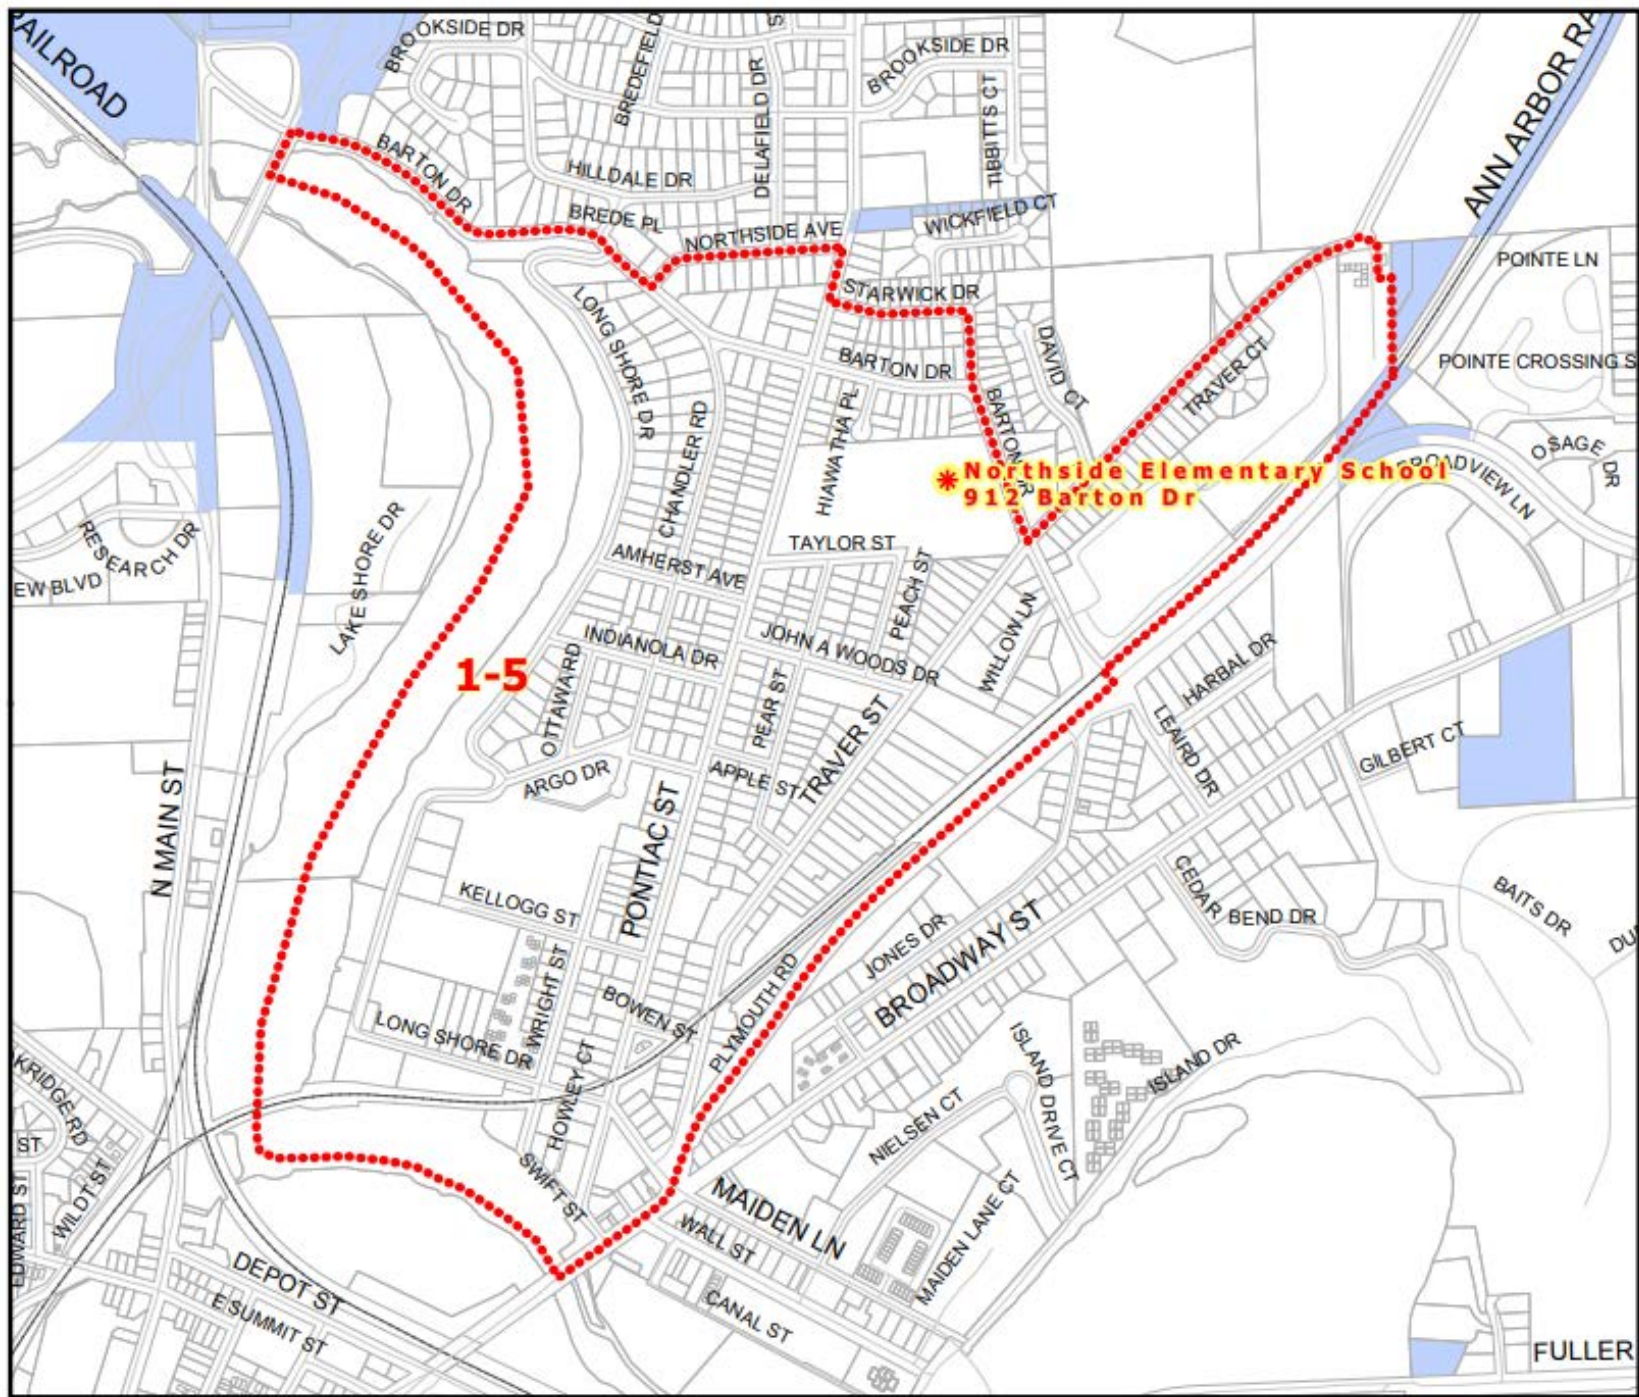 RAILROAD
BROOKSIDE DR
BREDEFIELD
BROOKSIDE DR
DELAFIELD DR
TIBBITTS CT
ANN ARBOR RA
BARTON DR
HILLDALE DR
BREDE PL
NORTHSIDE AVE
WICKFIELD CT
STARWICK DR
POINTE LN
LONG SHORE DR
BARTON DR
DAVID CT
TRAVER CT
POINTE CROSSING S
CHANDLER RD
HIAWATHA PL
BARTON DR
OSAGE DR
Northside Elementary School
912 Barton Dr
BROADVIEW LN
RESEARCH DR
EW BLVD
LAKE SHORE DR
TAYLOR ST
AMHERST AVE
PEACH ST
WILLOW LN
INDIANOLA DR
JOHN A WOODS DR
HARBAL DR
1-5
OTTAWARD
PEAR ST
TRAVER ST
LEAIRD DR
GILBERT CT
N MAIN ST
ARGO DR
APPLE ST
PONTIAC ST
KELLOGG ST
CEDAR BEND DR
BAITS DR
DU
JONES DR
BROADWAY ST
WRIGHT ST
BOWEN ST
PLYMOUTH RD
LONG SHORE DR
HOWLEY CT
ISLAND DRIVE CT
ISLAND DR
OKRIDGE RD
NIELSEN CT
ST
WILDT ST
EDWARD ST
SWIFT ST
MAIDEN LN
MAIDEN LANE CT
WALL ST
DEPOT ST
E SUMMIT ST
CANAL ST
FULLER